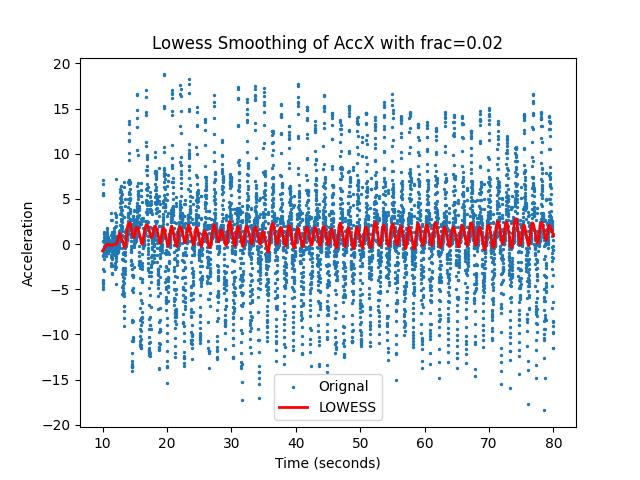 Lowess Smoothing of AccX with frac=0.02
20
15
10
5
0
−5
−10
−15
−20
Acceleration
Orignal
LOWESS
10 20 30 40 50 60 70 80
Time (seconds)